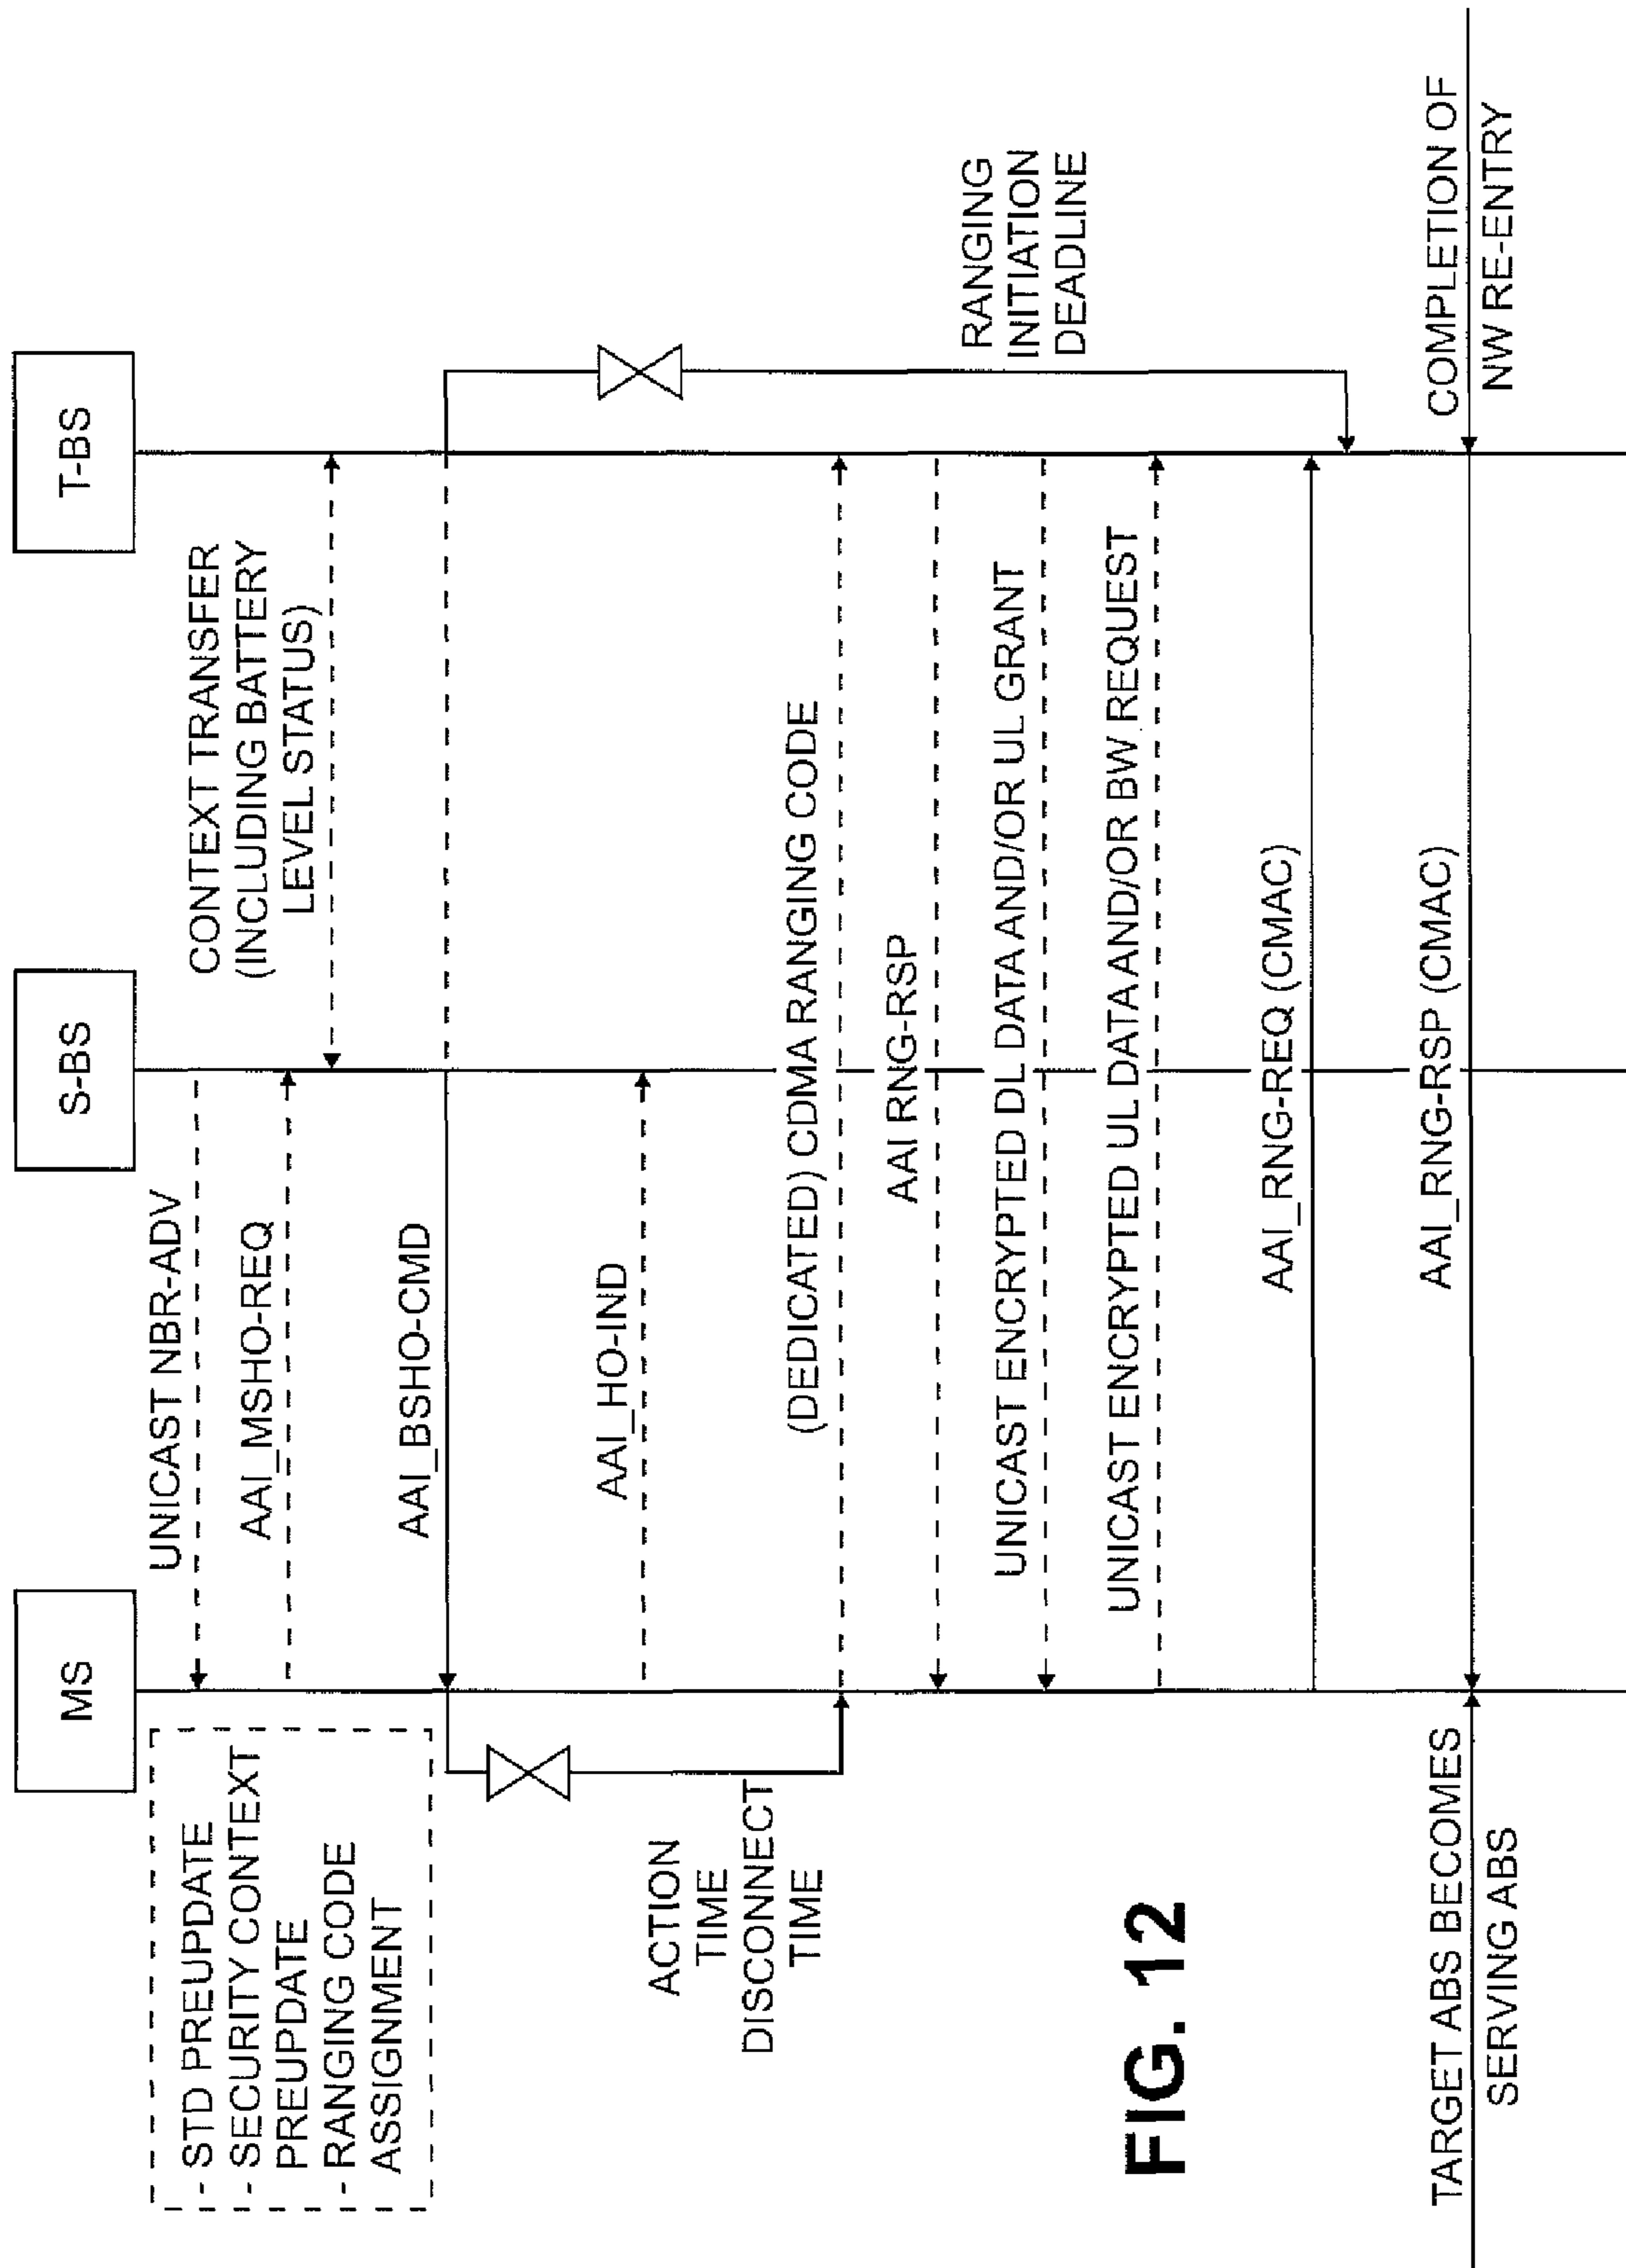 MS
S-BS
T-BS
- STD PREUPDATE
- SECURITY CONTEXT
PREUPDATE
- RANGING CODE
ASSIGNMENT
UNICAST NBR-ADV
CONTEXT TRANSFER
(INCLUDING BATTERY
LEVEL STATUS)
AAI_MSHO-REQ
AAI_BSHO-CMD
AAI_HO-IND
ACTION
TIME
DISCONNECT
TIME
(DEDICATED) CDMA RANGING CODE
AAI RNG-RSP
RANGING
INITIATION
DEADLINE
UNICAST ENCRYPTED DL DATA AND/OR UL GRANT
UNICAST ENCRYPTED UL DATA AND/OR BW REQUEST
AAI_RNG-REQ (CMAC)
AAI_RNG-RSP (CMAC)
TARGET ABS BECOMES
SERVING ABS
COMPLETION OF
NW RE-ENTRY
FIG. 12